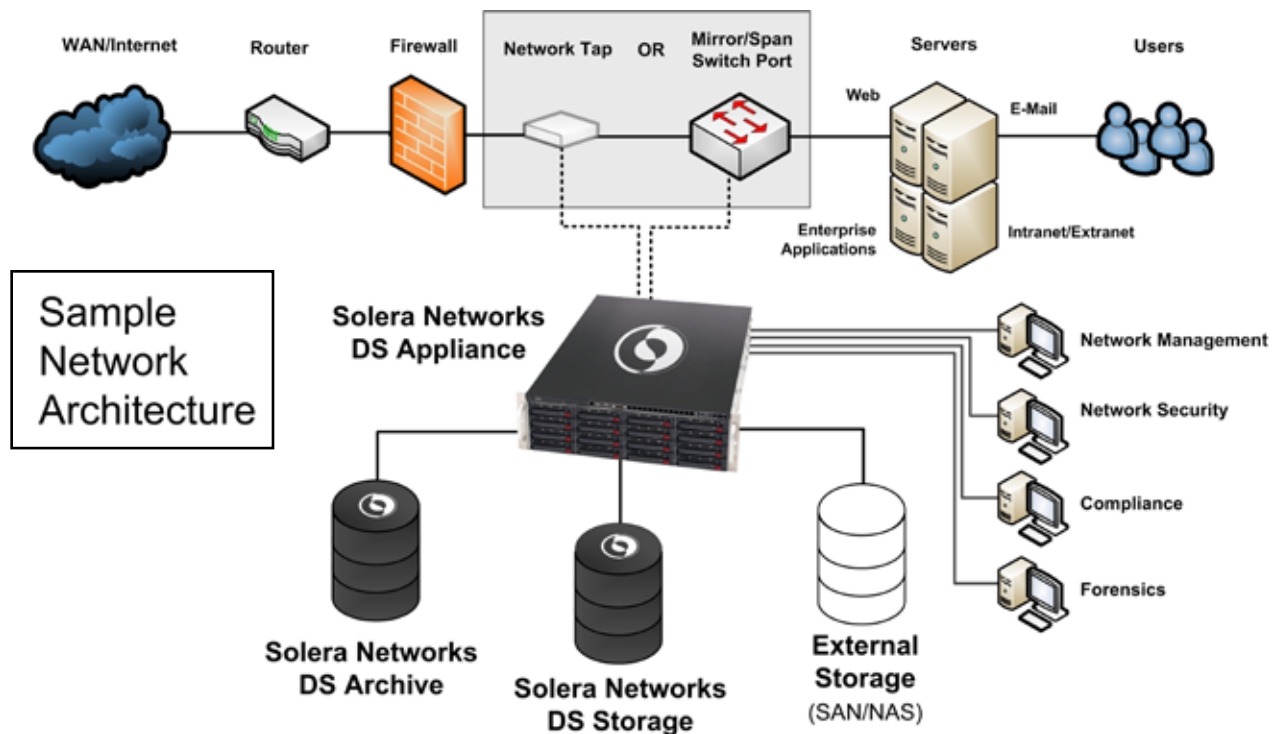 WAN/Internet
Router
Firewall
Network Tap
OR
Mirror/Span
Switch Port
Servers
Users
Web
E-Mail
Enterprise
Applications
Intranet/Extranet
Sample
Network
Architecture
Solera Networks
DS Appliance
Network Management
Network Security
Compliance
Forensics
Solera Networks
DS Archive
Solera Networks
DS Storage
External
Storage
(SAN/NAS)